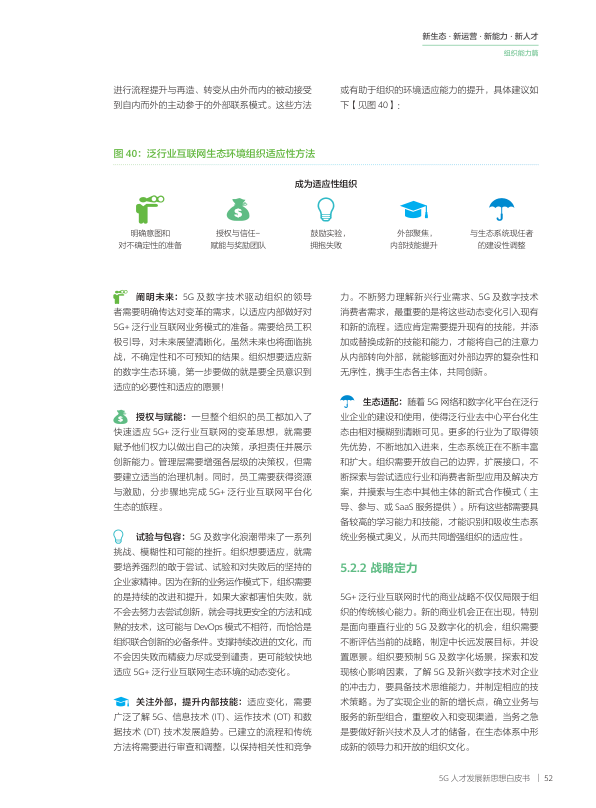 新生态 · 新运营 · 新能力 · 新人才
组织能力篇
进行流程提升与再造、转变从由外而内的被动接受
到自内而外的主动参于的外部联系模式。这些方法
或有助于组织的环境适应能力的提升，具体建议如
下【见图 40】：
图 40：泛行业互联网生态环境组织适应性方法
成为适应性组织
明确意图和
对不确定性的准备
授权与信任–
赋能与奖励团队
鼓励实验，
拥抱失败
外部聚焦，
内部技能提升
与生态系统现任者
的建设性调整
阐明未来：5G 及数字技术驱动组织的领导
者需要明确传达对变革的需求，以适应内部做好对
5G+ 泛行业互联网业务模式的准备。需要给员工积
极引导，对未来展望清晰化，虽然未来也将面临挑
战，不确定性和不可预知的结果。组织想要适应新
的数字生态环境，第一步要做的就是要全员意识到
适应的必要性和适应的愿景！
授权与赋能：一旦整个组织的员工都加入了
快速适应 5G+ 泛行业互联网的变革思想，就需要
赋予他们权力以做出自己的决策，承担责任并展示
创新能力。管理层需要增强各层级的决策权，但需
要建立适当的治理机制。同时，员工需要获得资源
与激励，分步骤地完成 5G+ 泛行业互联网平台化
生态的旅程。
试验与包容：5G 及数字化浪潮带来了一系列
挑战、模糊性和可能的挫折。组织想要适应，就需
要培养强烈的敢于尝试、试验和对失败后的坚持的
企业家精神。因为在新的业务运作模式下，组织需要
的是持续的改进和提升，如果大家都害怕失败，就
不会去努力去尝试创新，就会寻找更安全的方法和成
熟的技术，这可能与 DevOps 模式不相符，而恰恰是
组织联合创新的必备条件。支撑持续改进的文化，而
不会因失败而精疲力尽或受到谴责，更可能较快地
适应 5G+ 泛行业互联网生态环境的动态变化。
关注外部，提升内部技能：适应变化，需要
广泛了解 5G、信息技术 (IT)、运作技术 (OT) 和数
据技术 (DT) 技术发展趋势。已建立的流程和传统
方法将需要进行审查和调整，以保持相关性和竞争
力。不断努力理解新兴行业需求、5G 及数字技术
消费者需求，最重要的是将这些动态变化引入现有
和新的流程。适应肯定需要提升现有的技能，并添
加或替换成新的技能和能力，才能将自己的注意力
从内部转向外部，就能够面对外部边界的复杂性和
无序性，携手生态各主体，共同创新。
生态适配：随着 5G 网络和数字化平台在泛行
业企业的建设和使用，使得泛行业去中心平台化生
态由相对模糊到清晰可见。更多的行业为了取得领
先优势，不断地加入进来，生态系统正在不断丰富
和扩大。组织需要开放自己的边界，扩展接口，不
断探索与尝试适应行业和消费者新型应用及解决方
案，并摸索与生态中其他主体的新式合作模式（主
导、参与、或 SaaS 服务提供）。所有这些都需要具
备较高的学习能力和技能，才能识别和吸收生态系
统业务模式奥义，从而共同增强组织的适应性。
5.2.2 战略定力
5G+ 泛行业互联网时代的商业战略不仅仅局限于组
织的传统核心能力。新的商业机会正在出现，特别
是面向垂直行业的 5G 及数字化的机会，组织需要
不断评估当前的战略，制定中长远发展目标，并设
置愿景。组织要预制 5G 及数字化场景，探索和发
现核心影响因素，了解 5G 及新兴数字技术对企业
的冲击力，要具备技术思维能力，并制定相应的技
术策略。为了实现企业的新的增长点，确立业务与
服务的新型组合，重塑收入和变现渠道，当务之急
是要做好新兴技术及人才的储备，在生态体系中形
成新的领导力和开放的组织文化。
5G 人才发展新思想白皮书 | 52